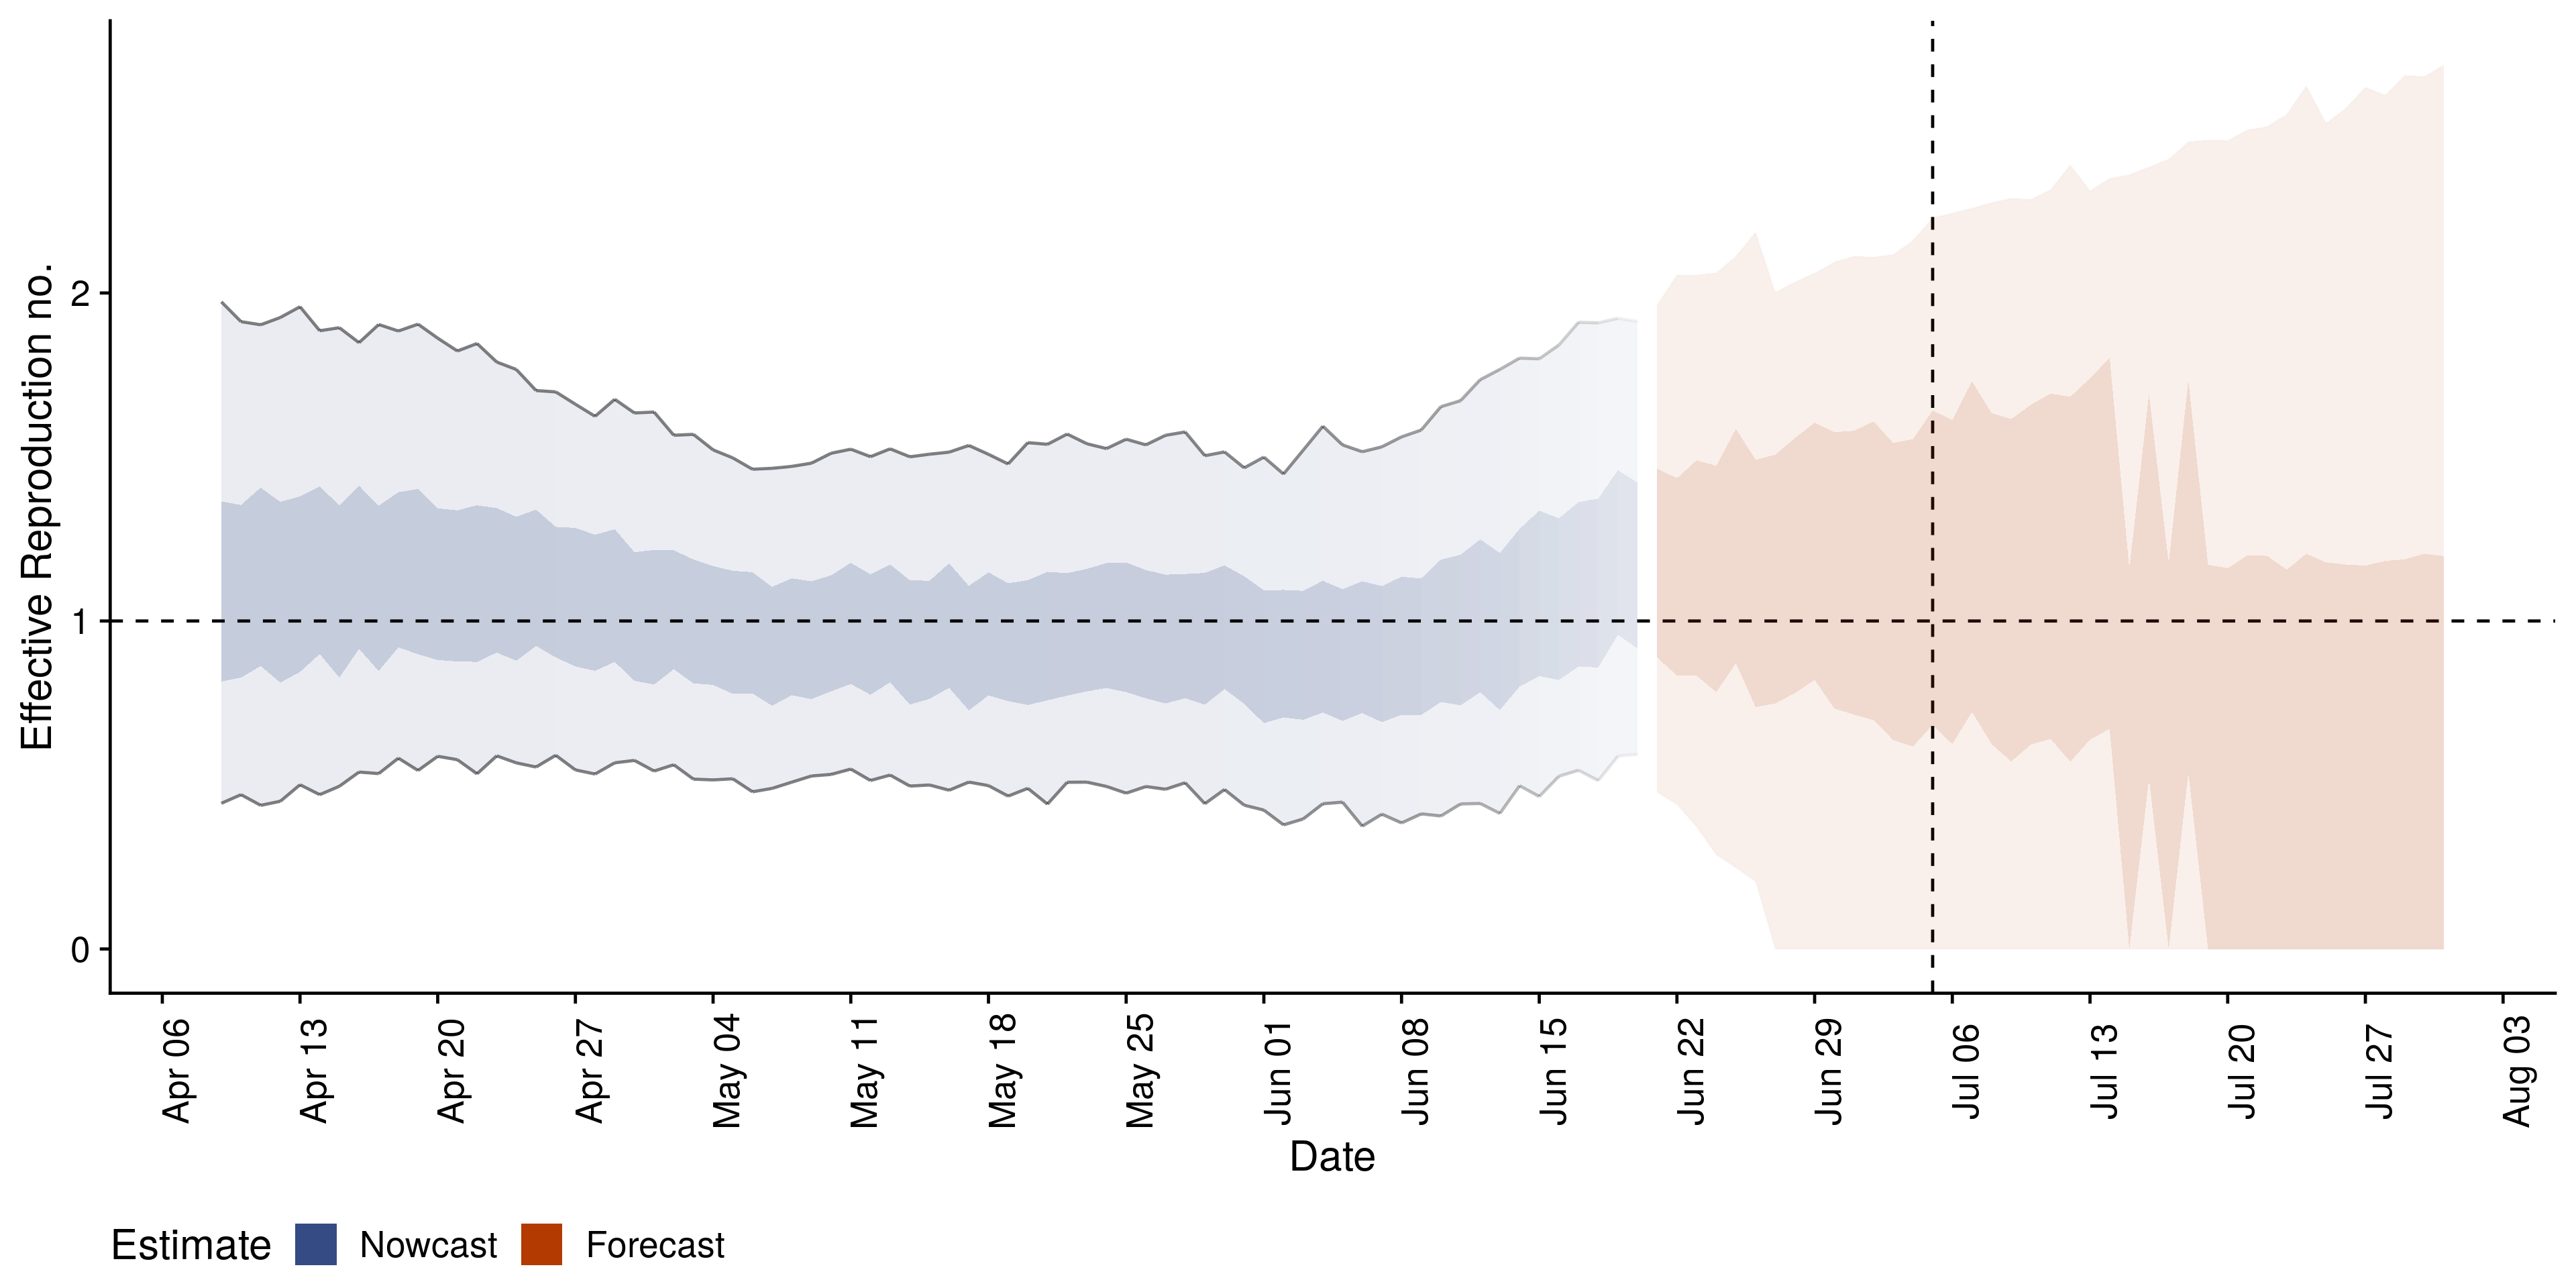 Effective Reproduction no.
2
1
0
Apr 06
Apr 13
Apr 20
Apr 27
May 04
May 11
May 18
May 25
Jun 01
Jun 08
Jun 15
Jun 22
Jun 29
Jul 06
Jul 13
Jul 20
Jul 27
Aug 03
Date
Estimate Nowcast Forecast